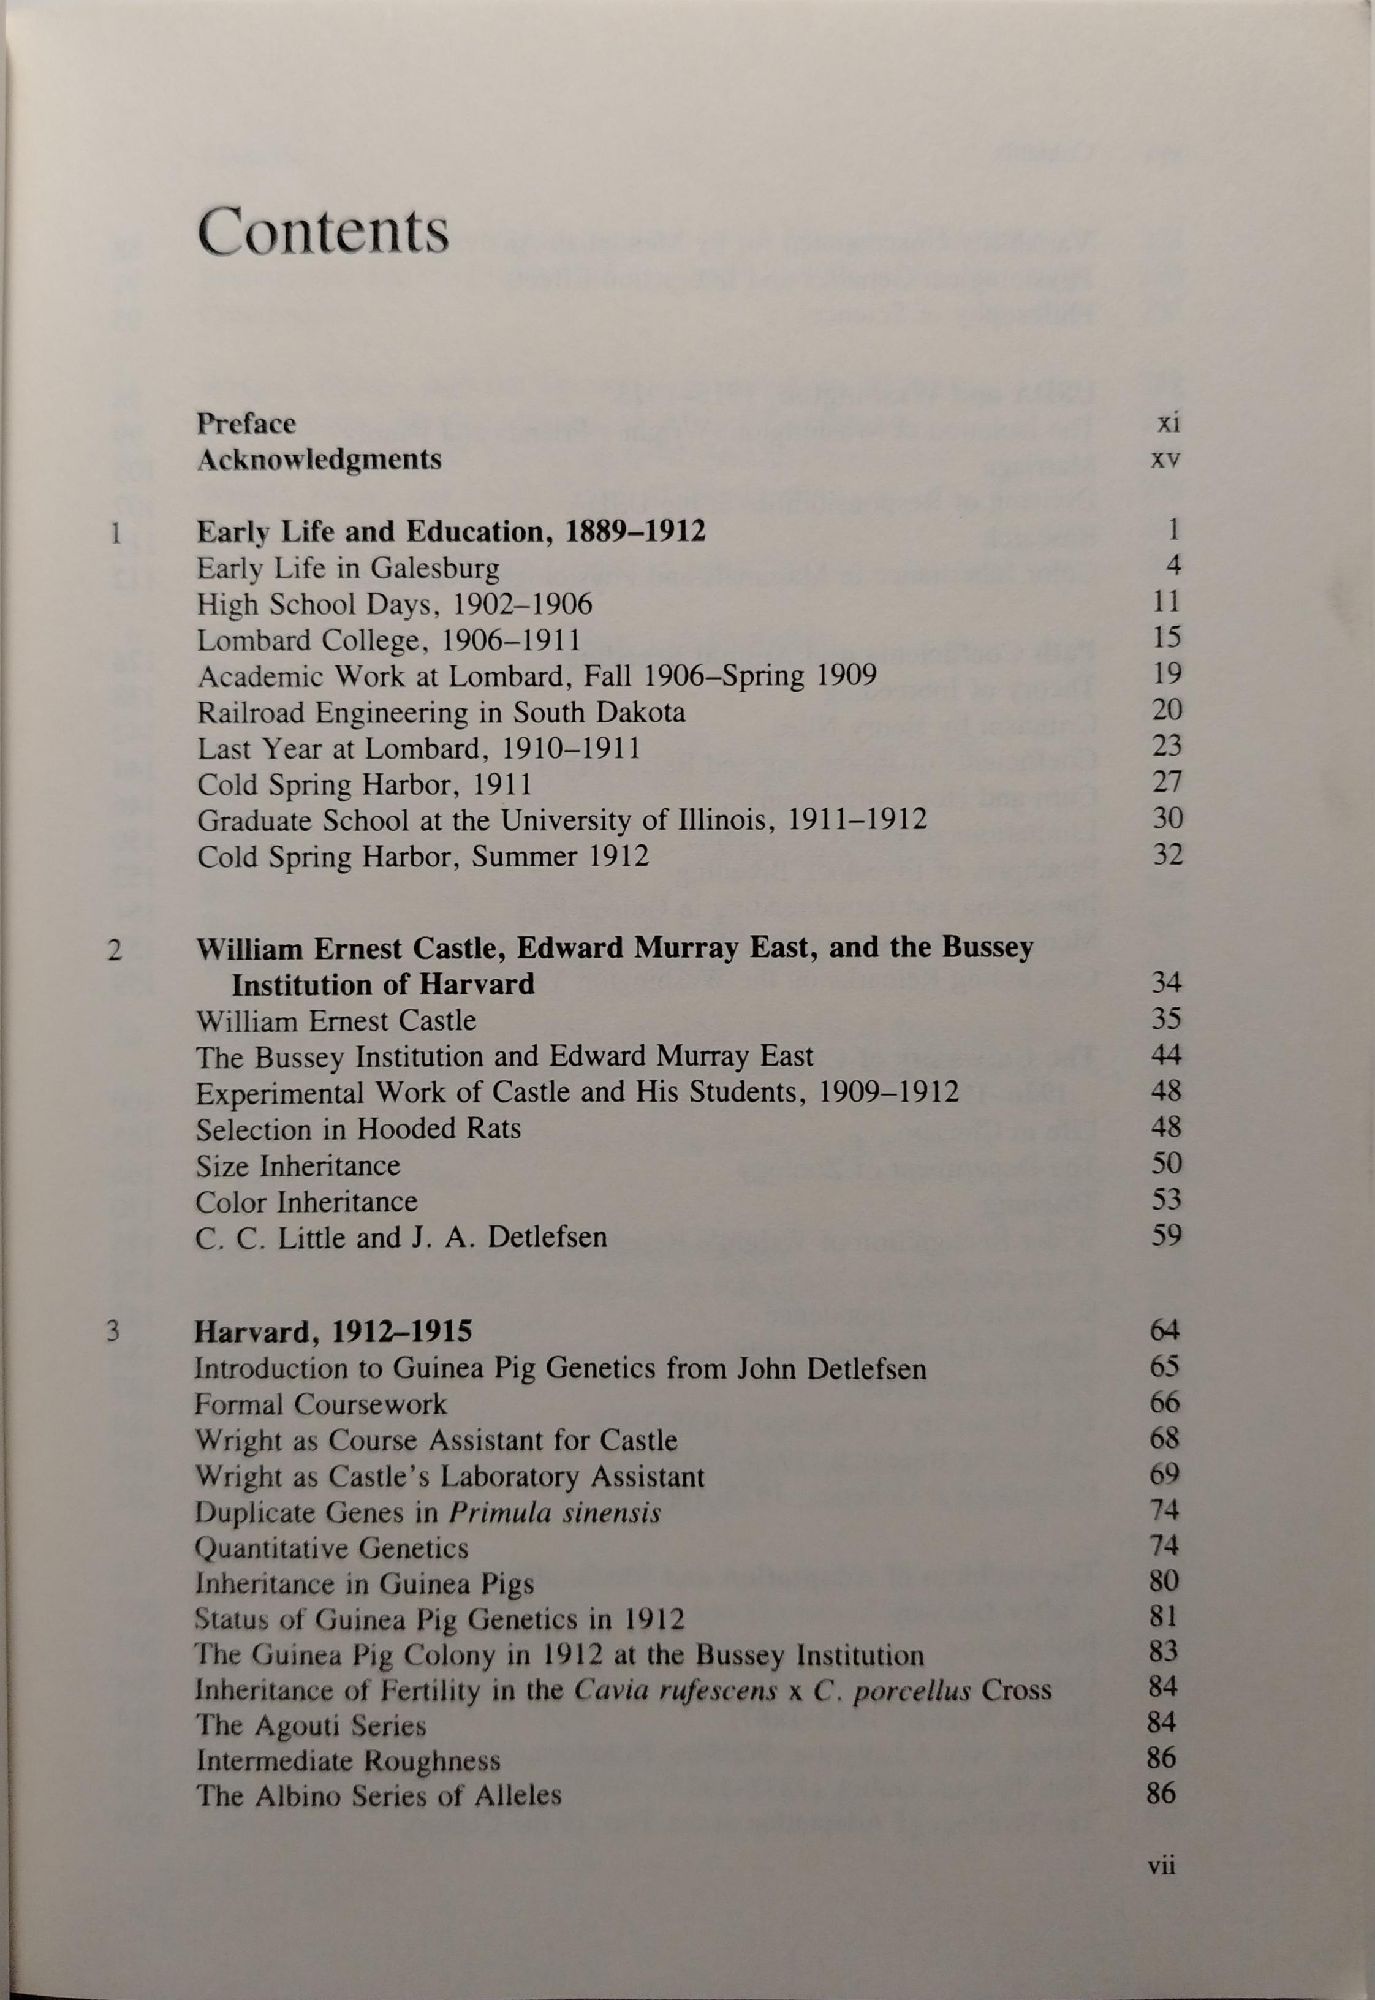 Contents
Preface xi
Acknowledgments xv
1 Early Life and Education, 1889–1912 1
Early Life in Galesburg 4
High School Days, 1902–1906 11
Lombard College, 1906–1911 15
Academic Work at Lombard, Fall 1906–Spring 1909 19
Railroad Engineering in South Dakota 20
Last Year at Lombard, 1910–1911 23
Cold Spring Harbor, 1911 27
Graduate School at the University of Illinois, 1911–1912 30
Cold Spring Harbor, Summer 1912 32
2 William Ernest Castle, Edward Murray East, and the Bussey
Institution of Harvard 34
William Ernest Castle 35
The Bussey Institution and Edward Murray East 44
Experimental Work of Castle and His Students, 1909–1912 48
Selection in Hooded Rats 48
Size Inheritance 50
Color Inheritance 53
C. C. Little and J. A. Detlefsen 59
3 Harvard, 1912–1915 64
Introduction to Guinea Pig Genetics from John Detlefsen 65
Formal Coursework 66
Wright as Course Assistant for Castle 68
Wright as Castle's Laboratory Assistant 69
Duplicate Genes in Primula sinensis 74
Quantitative Genetics 74
Inheritance in Guinea Pigs 80
Status of Guinea Pig Genetics in 1912 81
The Guinea Pig Colony in 1912 at the Bussey Institution 83
Inheritance of Fertility in the Cavia rufescens x C. porcellus Cross 84
The Agouti Series 84
Intermediate Roughness 86
The Albino Series of Alleles 86
vii